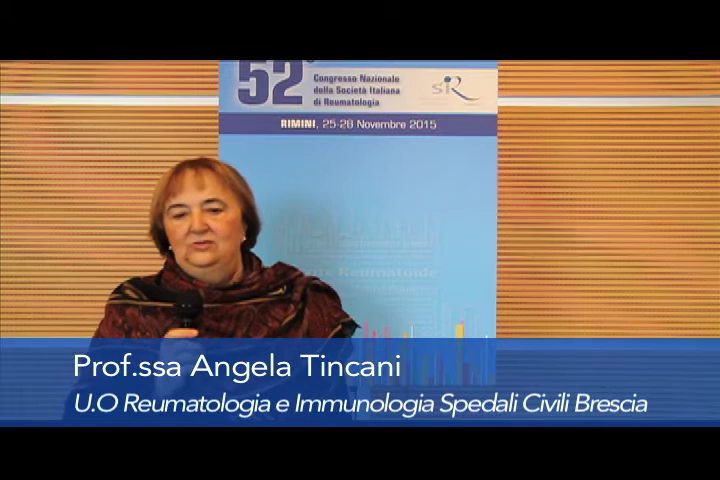 52°
Congresso Nazionale
della Società Italiana
di Reumatologia
SIR
RIMINI, 25-28 Novembre 2015
Prof.ssa Angela Tincani
U.O Reumatologia e Immunologia Spedali Civili Brescia